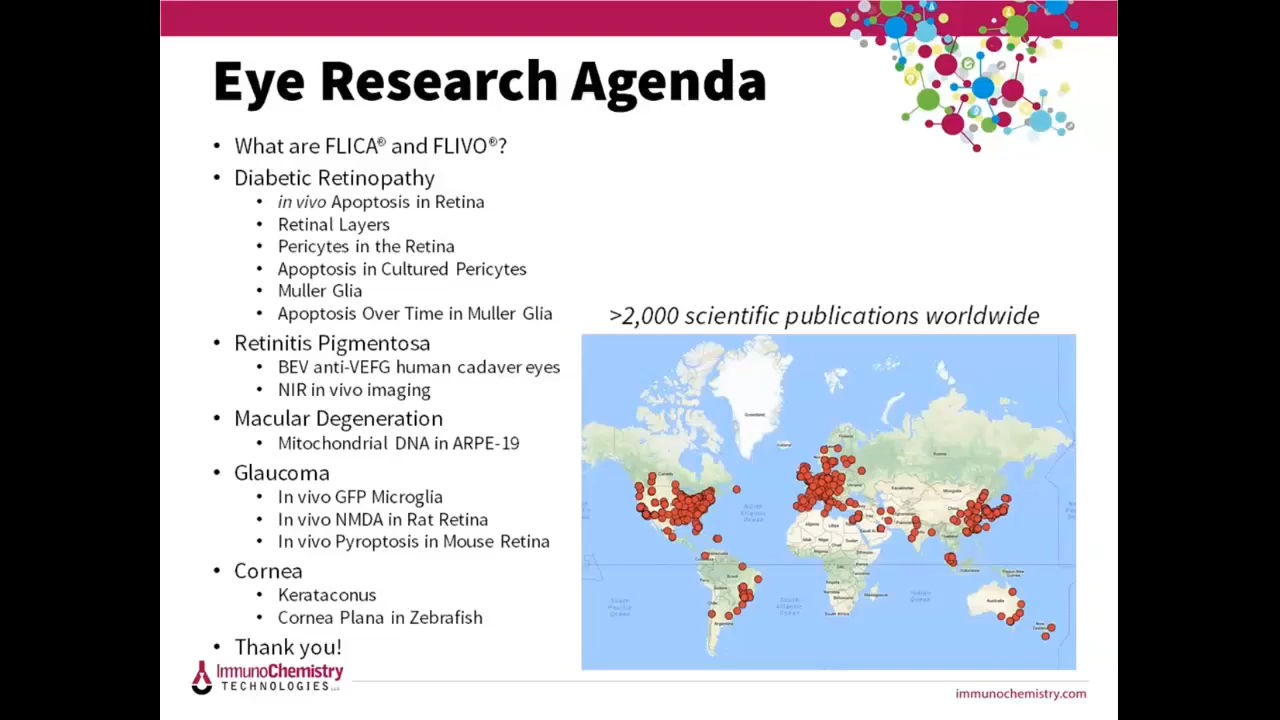 Eye Research Agenda
• What are FLICA® and FLIVO®?
• Diabetic Retinopathy
• in vivo Apoptosis in Retina
• Retinal Layers
• Pericytes in the Retina
• Apoptosis in Cultured Pericytes
• Muller Glia
• Apoptosis Over Time in Muller Glia
• Retinitis Pigmentosa
• BEV anti-VEFG human cadaver eyes
• NIR in vivo imaging
• Macular Degeneration
• Mitochondrial DNA in ARPE-19
• Glaucoma
• In vivo GFP Microglia
• In vivo NMDA in Rat Retina
• In vivo Pyroptosis in Mouse Retina
• Cornea
• Kerataconus
• Cornea Plana in Zebrafish
• Thank you!
>2,000 scientific publications worldwide
ImmunoChemistry
TECHNOLOGIES
immunochemistry.com